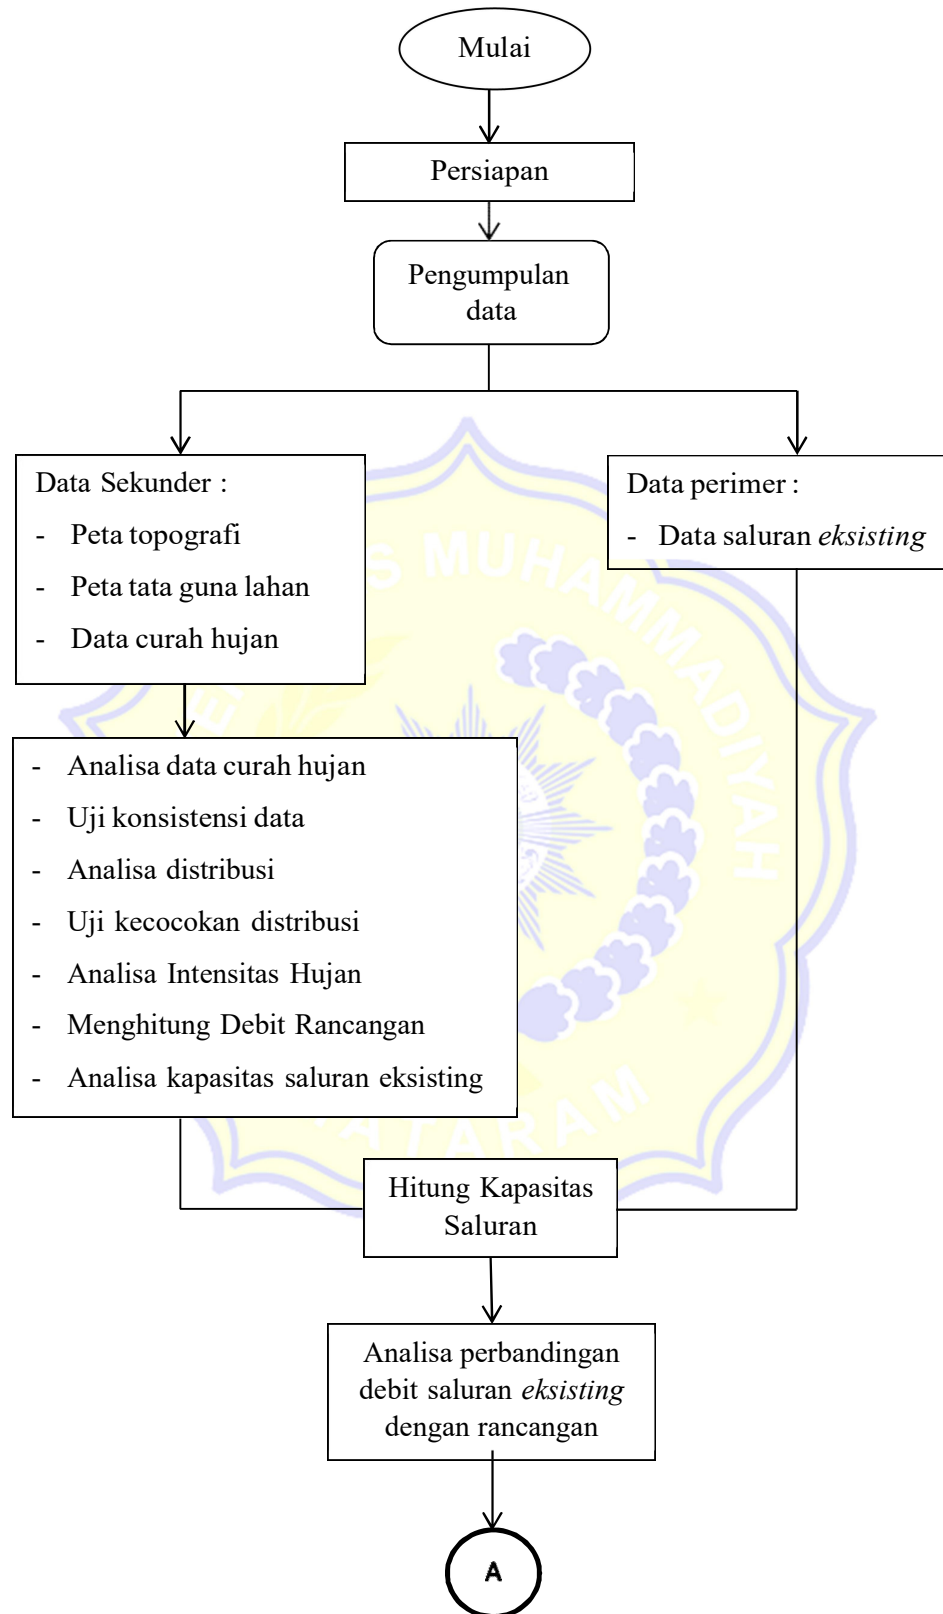 Mulai
Persiapan
Pengumpulan
data
Data Sekunder :
- Peta topografi
- Peta tata guna lahan
- Data curah hujan
Data perimer :
- Data saluran eksisting
- Analisa data curah hujan
- Uji konsistensi data
- Analisa distribusi
- Uji kecocokan distribusi
- Analisa Intensitas Hujan
- Menghitung Debit Rancangan
- Analisa kapasitas saluran eksisting
Hitung Kapasitas
Saluran
Analisa perbandingan
debit saluran eksisting
dengan rancangan
A
MUHAMMADIYAH